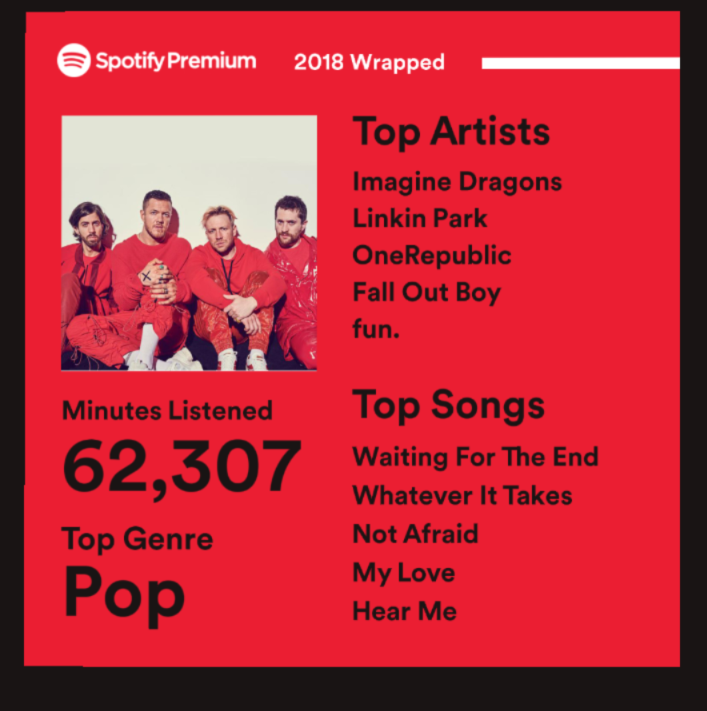 Spotify Premium 2018 Wrapped
Minutes Listened
62,307
Top Genre
Pop
Top Artists
Imagine Dragons
Linkin Park
OneRepublic
Fall Out Boy
fun.
Top Songs
Waiting For The End
Whatever It Takes
Not Afraid
My Love
Hear Me